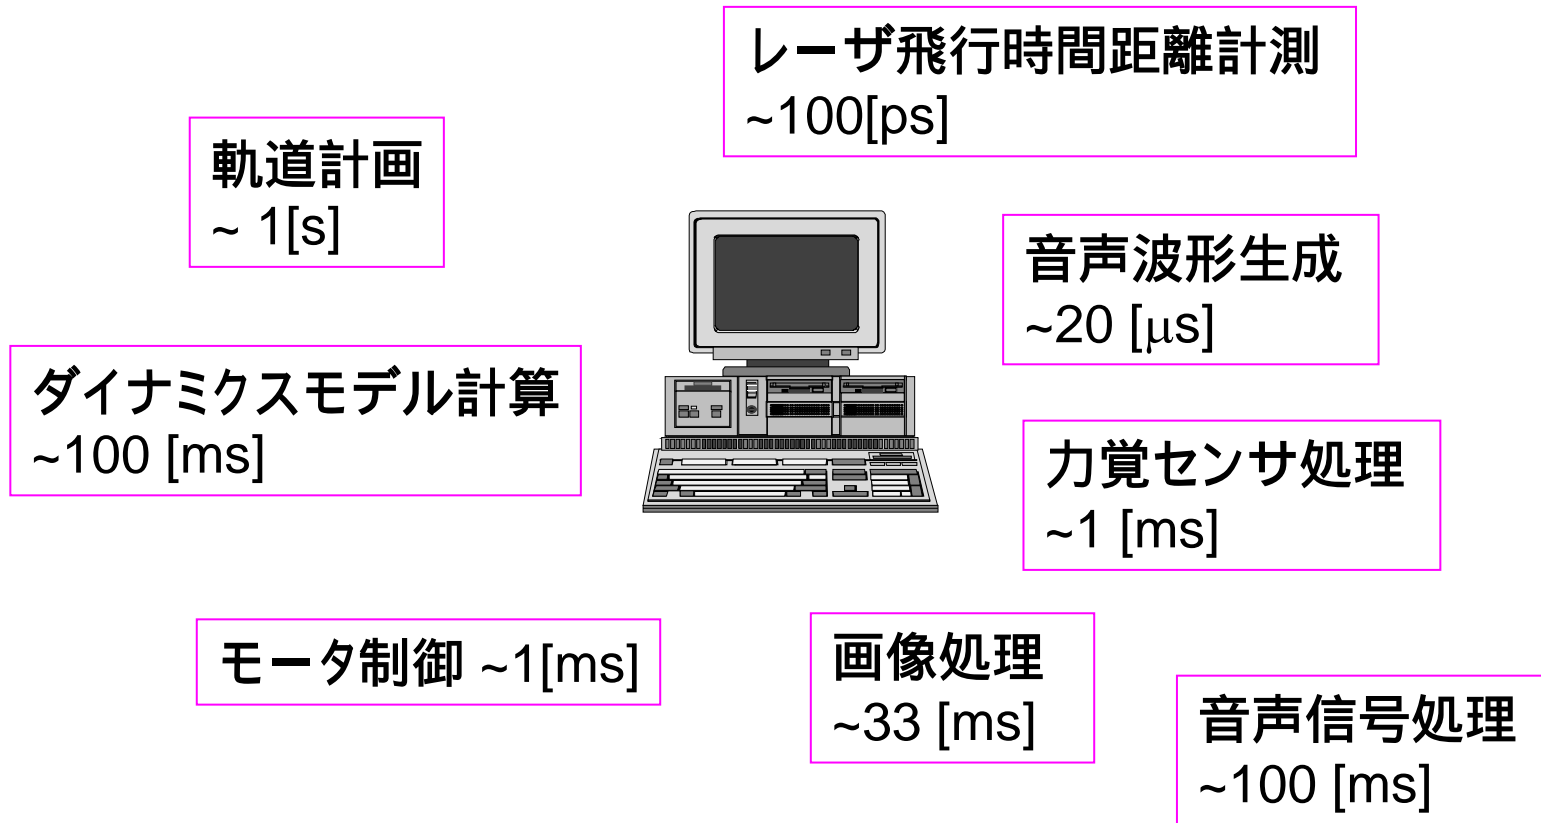 レーザ飛行時間距離計測
~100[ps]
軌道計画
~ 1[s]
音声波形生成
~20 [μs]
ダイナミクスモデル計算
~100 [ms]
力覚センサ処理
~1 [ms]
モータ制御 ~1[ms]
画像処理
~33 [ms]
音声信号処理
~100 [ms]